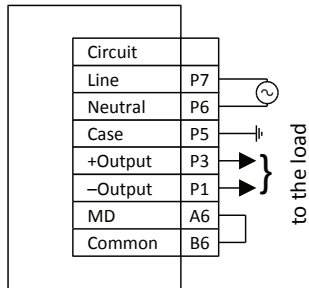 Circuit
Line P7
Neutral P6
Case P5
+Output P3
–Output P1
MD A6
Common B6
to the load